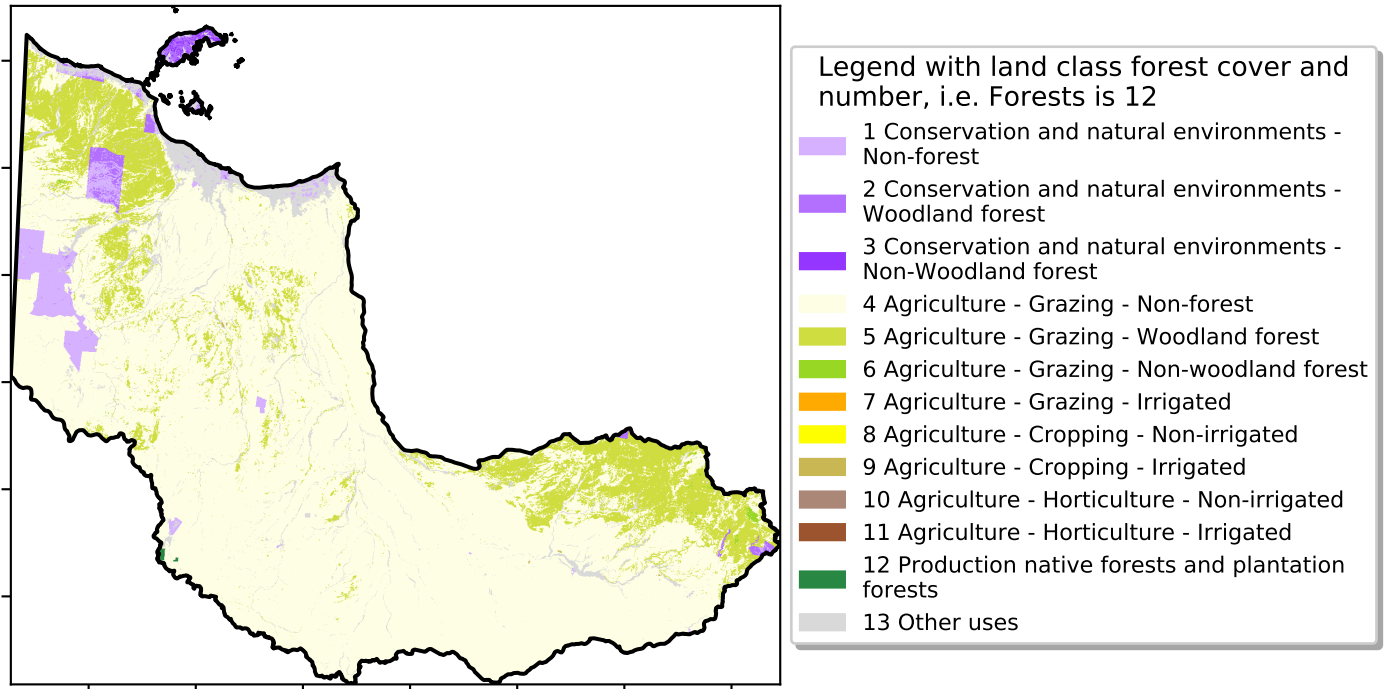 Legend with land class forest cover and
number, i.e. Forests is 12
1 Conservation and natural environments -
Non-forest
2 Conservation and natural environments -
Woodland forest
3 Conservation and natural environments -
Non-Woodland forest
4 Agriculture - Grazing - Non-forest
5 Agriculture - Grazing - Woodland forest
6 Agriculture - Grazing - Non-woodland forest
7 Agriculture - Grazing - Irrigated
8 Agriculture - Cropping - Non-irrigated
9 Agriculture - Cropping - Irrigated
10 Agriculture - Horticulture - Non-irrigated
11 Agriculture - Horticulture - Irrigated
12 Production native forests and plantation
forests
13 Other uses